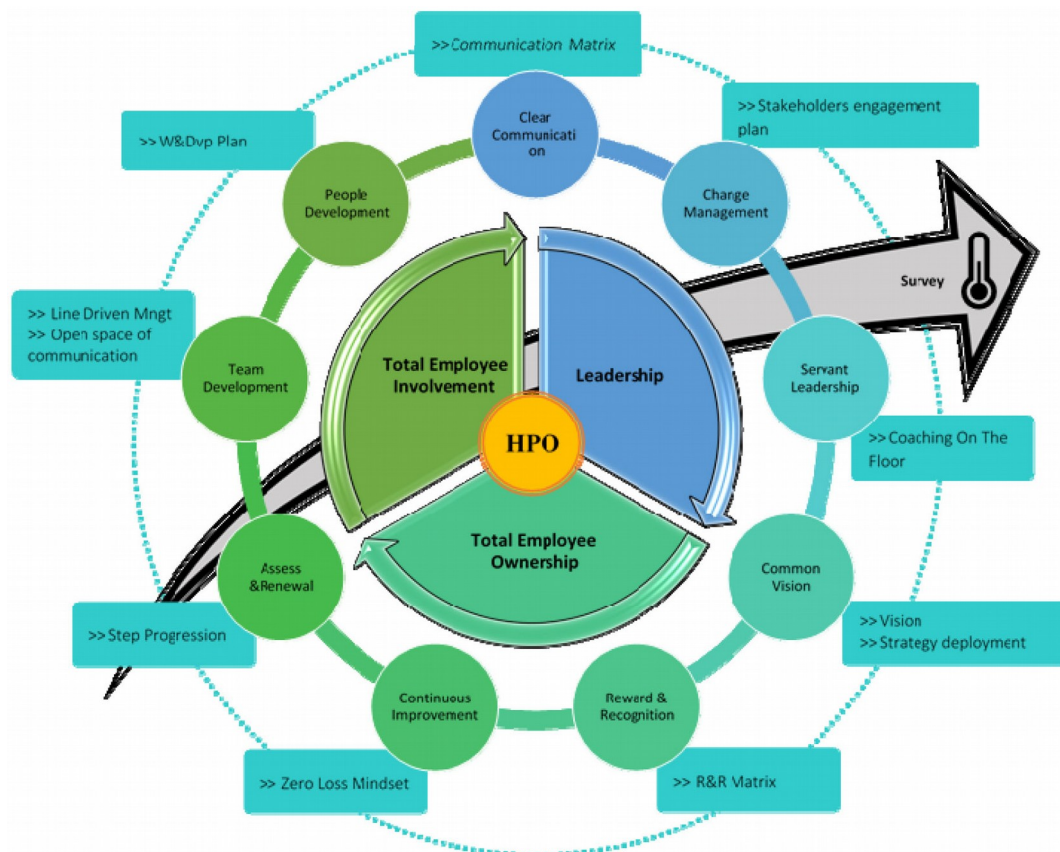 >>Communication Matrix
Clear
Communicati
on
>> Stakeholders engagement
plan
>> W&Dvp Plan
People
Development
Change
Management
Survey
>> Line Driven Mngt
>> Open space of
communication
Team
Development
Total Employee
Involvement
Leadership
Servant
Leadership
HPO
>>Coaching On The
Floor
Total Employee
Ownership
Assess
&Renewal
Common
Vision
>>Step Progression
>>Vision
>>Strategy deployment
Continuous
Improvement
Reward &
Recognition
>> Zero Loss Mindset
>> R&R Matrix